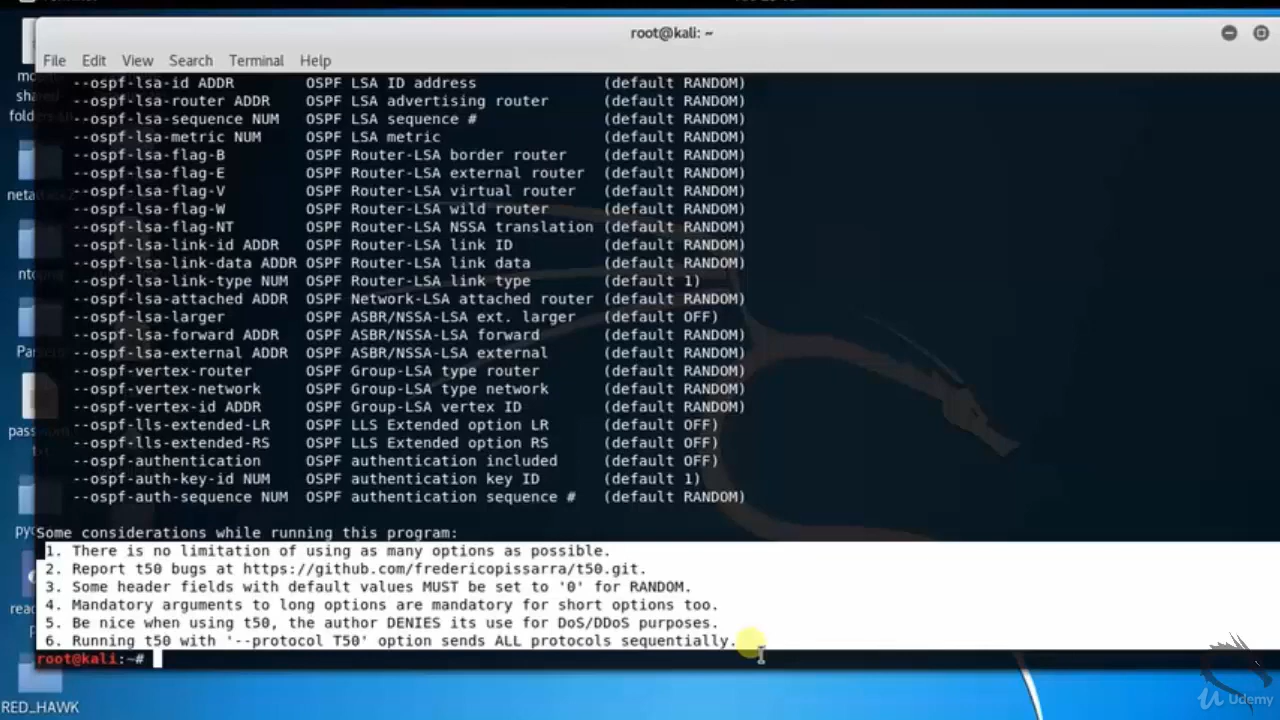 root@kali: ~
File Edit View Search Terminal Help
--ospf-lsa-id ADDR OSPF LSA ID address (default RANDOM)
--ospf-lsa-router ADDR OSPF LSA advertising router (default RANDOM)
--ospf-lsa-sequence NUM OSPF LSA sequence # (default RANDOM)
--ospf-lsa-metric NUM OSPF LSA metric (default RANDOM)
--ospf-lsa-flag-B OSPF Router-LSA border router (default RANDOM)
--ospf-lsa-flag-E OSPF Router-LSA external router (default RANDOM)
--ospf-lsa-flag-V OSPF Router-LSA virtual router (default RANDOM)
--ospf-lsa-flag-W OSPF Router-LSA wild router (default RANDOM)
--ospf-lsa-flag-NT OSPF Router-LSA NSSA translation (default RANDOM)
--ospf-lsa-link-id ADDR OSPF Router-LSA link ID (default RANDOM)
--ospf-lsa-link-data ADDR OSPF Router-LSA link data (default RANDOM)
--ospf-lsa-link-type NUM OSPF Router-LSA link type (default 1)
--ospf-lsa-attached ADDR OSPF Network-LSA attached router (default RANDOM)
--ospf-lsa-larger OSPF ASBR/NSSA-LSA ext. larger (default OFF)
--ospf-lsa-forward ADDR OSPF ASBR/NSSA-LSA forward (default RANDOM)
--ospf-lsa-external ADDR OSPF ASBR/NSSA-LSA external (default RANDOM)
--ospf-vertex-router OSPF Group-LSA type router (default RANDOM)
--ospf-vertex-network OSPF Group-LSA type network (default RANDOM)
--ospf-vertex-id ADDR OSPF Group-LSA vertex ID (default RANDOM)
--ospf-lls-extended-LR OSPF LLS Extended option LR (default OFF)
--ospf-lls-extended-RS OSPF LLS Extended option RS (default OFF)
--ospf-authentication OSPF authentication included (default OFF)
--ospf-auth-key-id NUM OSPF authentication key ID (default 1)
--ospf-auth-sequence NUM OSPF authentication sequence # (default RANDOM)
Some considerations while running this program:
1. There is no limitation of using as many options as possible.
2. Report t50 bugs at https://github.com/fredericopissarra/t50.git.
3. Some header fields with default values MUST be set to '0' for RANDOM.
4. Mandatory arguments to long options are mandatory for short options too.
5. Be nice when using t50, the author DENIES its use for DoS/DDoS purposes.
6. Running t50 with '--protocol T50' option sends ALL protocols sequentially.
root@kali:~#
RED_HAWK
Udemy